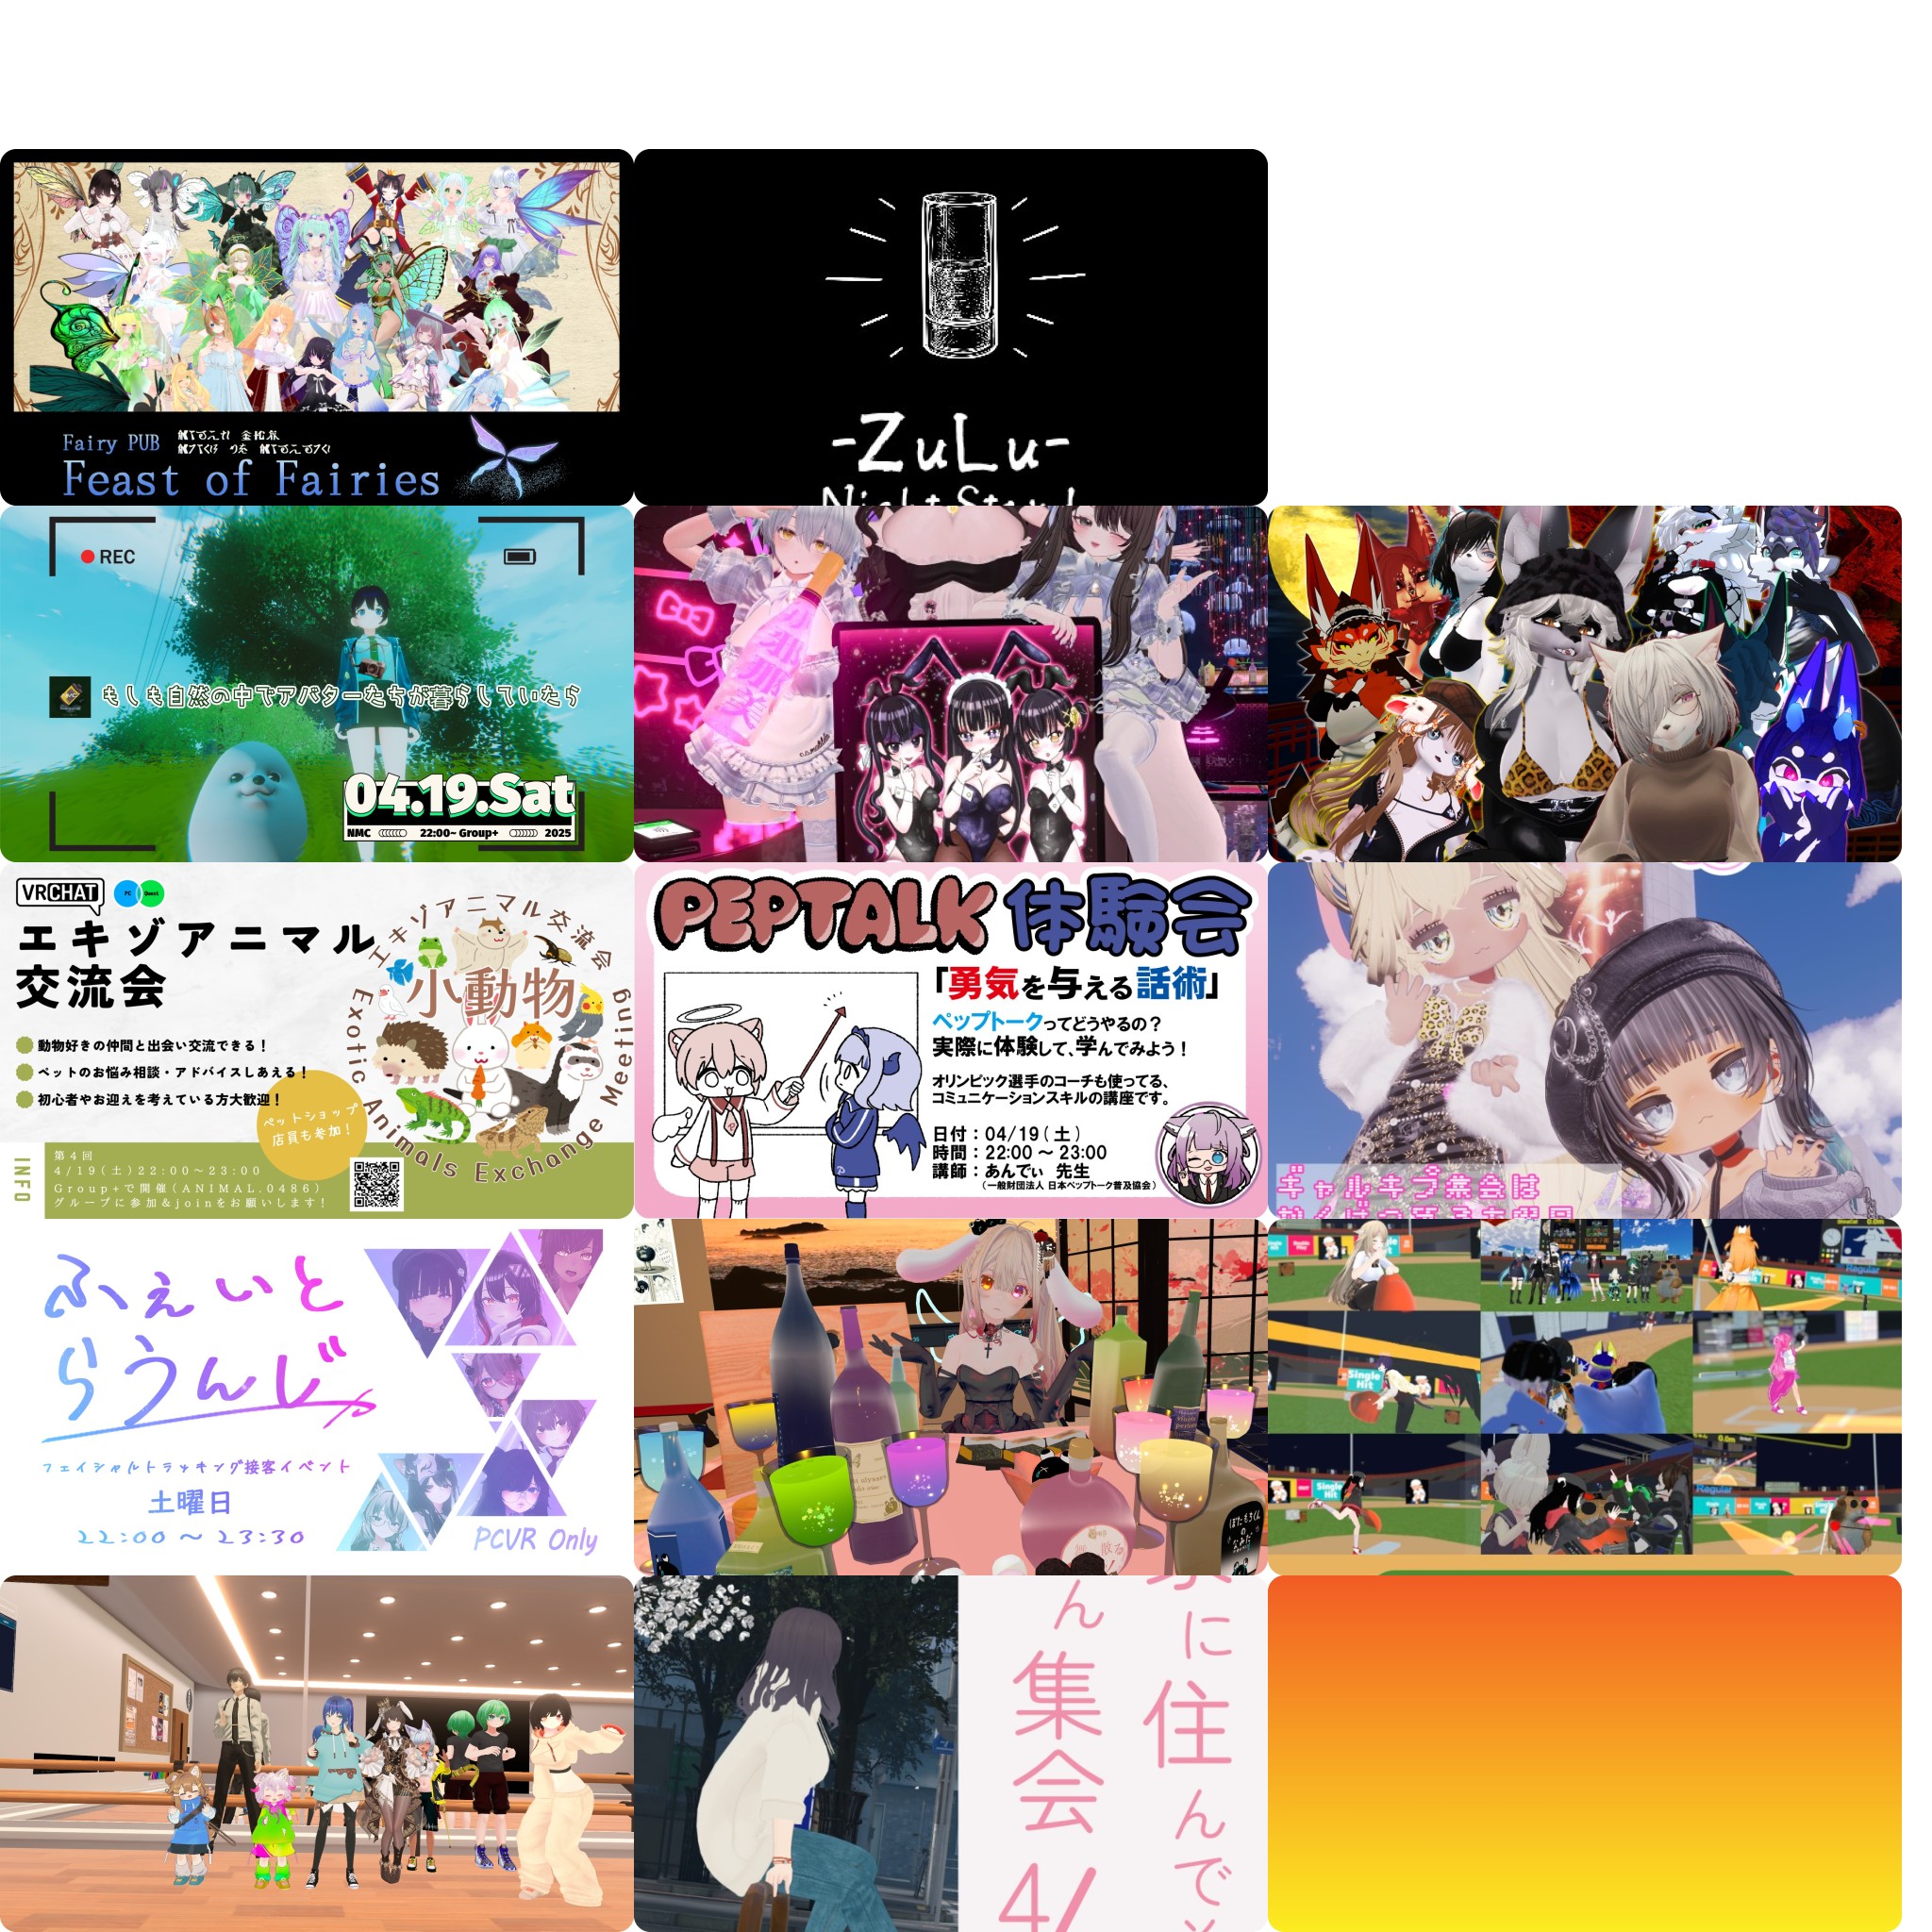 Fairy PUB
Feast of Fairies
-ZuLu-
REC
もしも自然の中でアバターたちが暮らしていたら
04.19.Sat
NMC 22:00~ Group+ 2025
VRCHAT
PC Quest
エキゾアニマル
交流会
動物好きの仲間と出会い交流できる！
ペットのお悩み相談・アドバイスしあえる！
初心者やお迎えを考えている方大歓迎！
ペットショップ
店員も参加！
INFO
第4回
4/19(土)22:00～23:00
Group+で開催(ANIMAL.0486)
グループに参加&joinをお願いします！
エキゾアニマル交流会
小動物
Exotic Animals Exchange Meeting
PEPTALK 体験会
「勇気を与える話術」
ペップトークってどうやるの？
実際に体験して、学んでみよう！
オリンピック選手のコーチも使ってる、
コミュニケーションスキルの講座です。
日付：04/19(土)
時間：22:00～23:00
講師：あんでぃ 先生
(一般財団法人 日本ペップトーク普及協会)
ギャルキプ集会は
ふぇいと
らうんじ
フェイシャルトラッキング接客イベント
土曜日
22:00 ～ 23:30
PCVR Only
Single
Hit
Single
Hit
Regular
に住んで
ん集会 4/